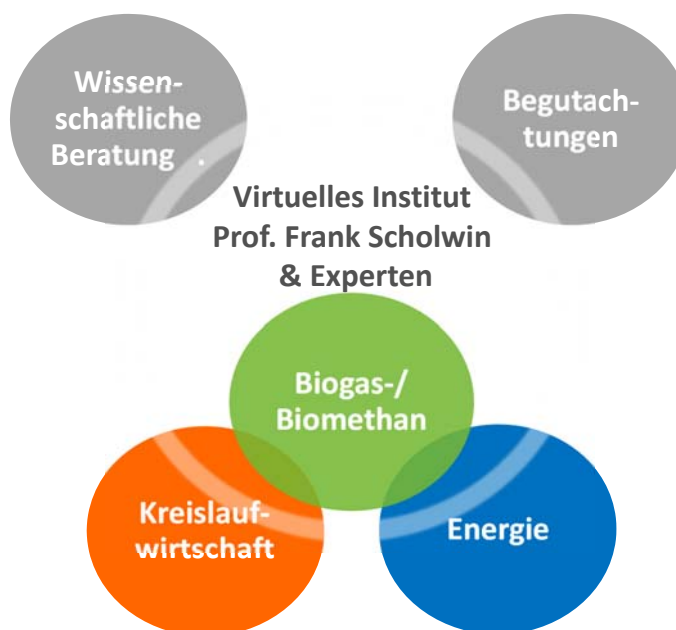 Wissen-
schaftliche
Beratung .
Begutach-
tungen
Virtuelles Institut
Prof. Frank Scholwin
& Experten
Biogas-/
Biomethan
Kreislauf-
wirtschaft
Energie